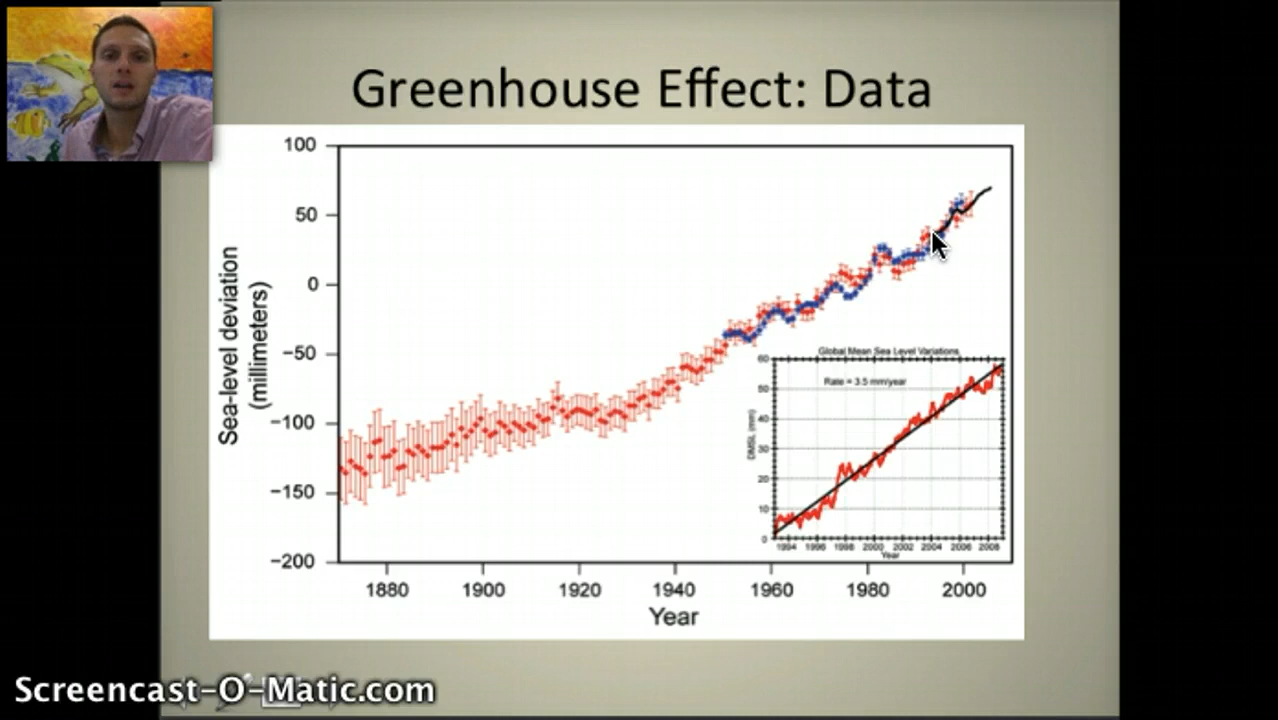 Greenhouse Effect: Data
100
50
0
−50
−100
−150
−200
Sea-level deviation
(millimeters)
1880 1900 1920 1940 1960 1980 2000
Year
Global Mean Sea Level Variations
Rate = 3.5 mm/year
60
50
40
30
20
10
0
1994 1996 1998 2000 2002 2004 2006 2008
Year
Screencast-O-Matic.com